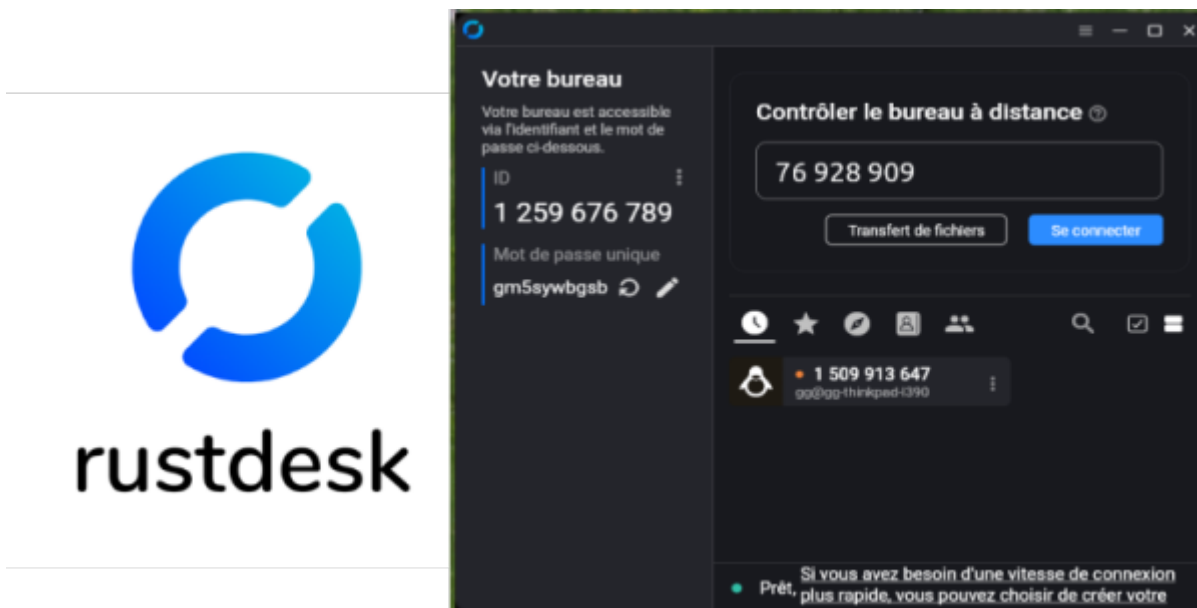 rustdesk
Votre bureau
Votre bureau est accessible
via l'identifiant et le mot de
passe ci-dessous.
ID
1 259 676 789
Mot de passe unique
gm5sywbgsb
Contrôler le bureau à distance
76 928 909
Transfert de fichiers
Se connecter
1 509 913 647
gg@gg-thinkpad-l390
Prêt, Si vous avez besoin d'une vitesse de connexion
plus rapide, vous pouvez choisir de créer votre